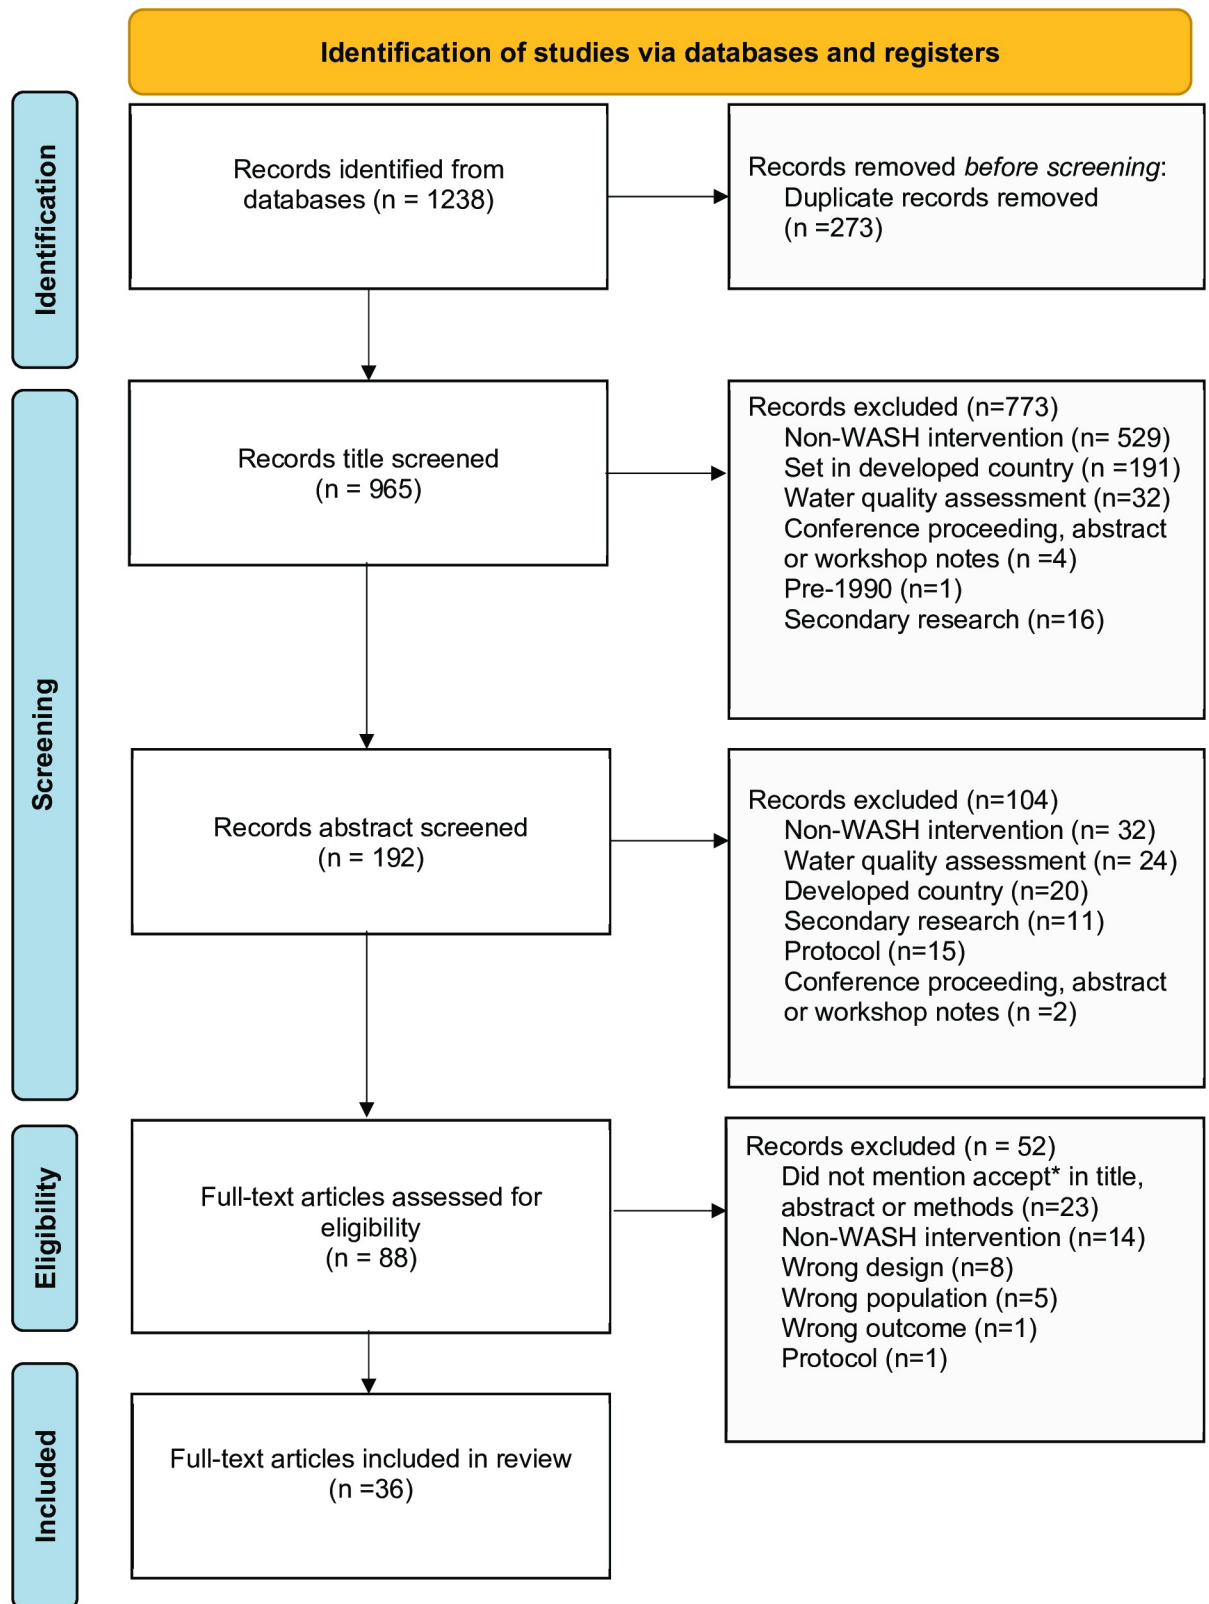 Identification of studies via databases and registers
Identification
Records identified from
databases (n = 1238)
Records removed before screening:
Duplicate records removed
(n =273)
Screening
Records title screened
(n = 965)
Records excluded (n=773)
Non-WASH intervention (n= 529)
Set in developed country (n =191)
Water quality assessment (n=32)
Conference proceeding, abstract
or workshop notes (n =4)
Pre-1990 (n=1)
Secondary research (n=16)
Records abstract screened
(n = 192)
Records excluded (n=104)
Non-WASH intervention (n= 32)
Water quality assessment (n= 24)
Developed country (n=20)
Secondary research (n=11)
Protocol (n=15)
Conference proceeding, abstract
or workshop notes (n =2)
Eligibility
Full-text articles assessed for
eligibility
(n = 88)
Records excluded (n = 52)
Did not mention accept* in title,
abstract or methods (n=23)
Non-WASH intervention (n=14)
Wrong design (n=8)
Wrong population (n=5)
Wrong outcome (n=1)
Protocol (n=1)
Included
Full-text articles included in review
(n =36)